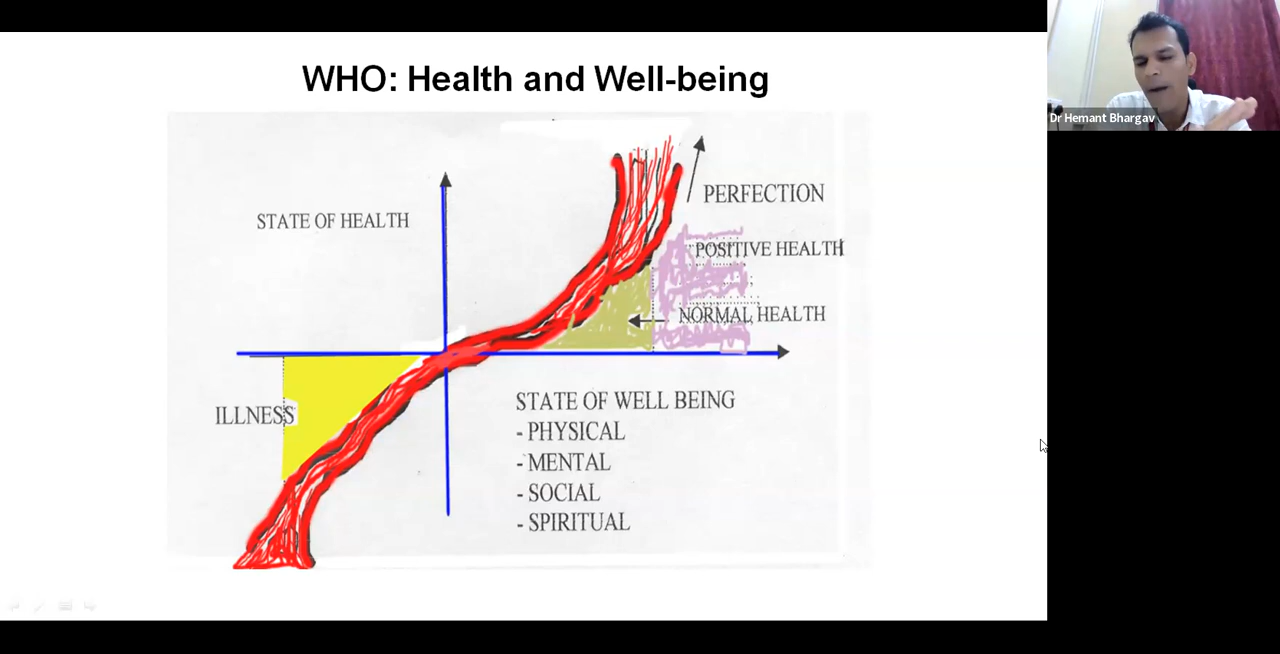 WHO: Health and Well-being
Dr Hemant Bhargav
STATE OF HEALTH
PERFECTION
POSITIVE HEALTH
NORMAL HEALTH
ILLNESS
STATE OF WELL BEING
- PHYSICAL
- MENTAL
- SOCIAL
- SPIRITUAL